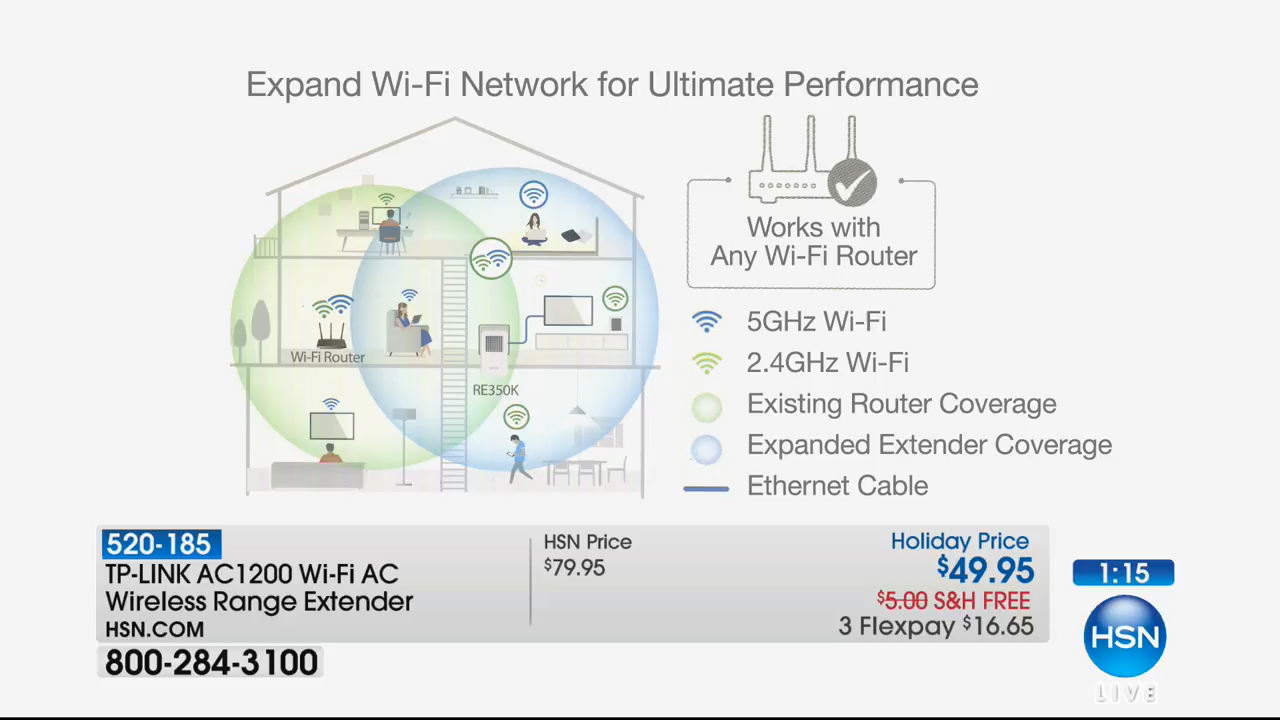 Expand Wi-Fi Network for Ultimate Performance
Works with
Any Wi-Fi Router
Wi-Fi Router
RE350K
5GHz Wi-Fi
2.4GHz Wi-Fi
Existing Router Coverage
Expanded Extender Coverage
Ethernet Cable
520-185
TP-LINK AC1200 Wi-Fi AC
Wireless Range Extender
HSN.COM
800-284-3100
HSN Price
$79.95
Holiday Price
$49.95
$5.00 S&H FREE
3 Flexpay $16.65
1:15
HSN
LIVE